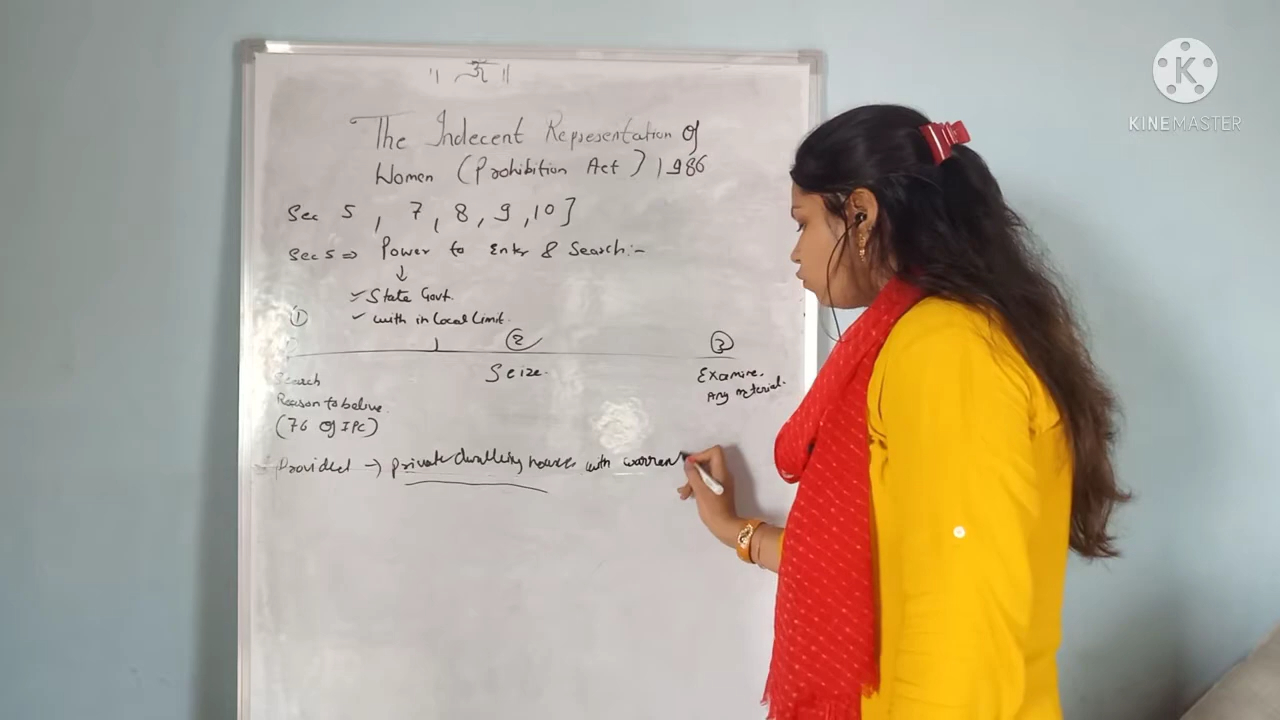 ॥ ॐ ॥
The Indecent Representation of
Women (Prohibition Act) 1986
Sec 5, 7, 8, 9, 10]
Sec 5 ⇒ Power to Enter & Search:-
↓
✓ State Govt.
① ✓ with in local limit.
② ✓ ③
Search Seize. Examine.
Any material.
Reason to belive.
(76 of IPC)
Provided → private dwelling houses with warren
K
KINEMASTER